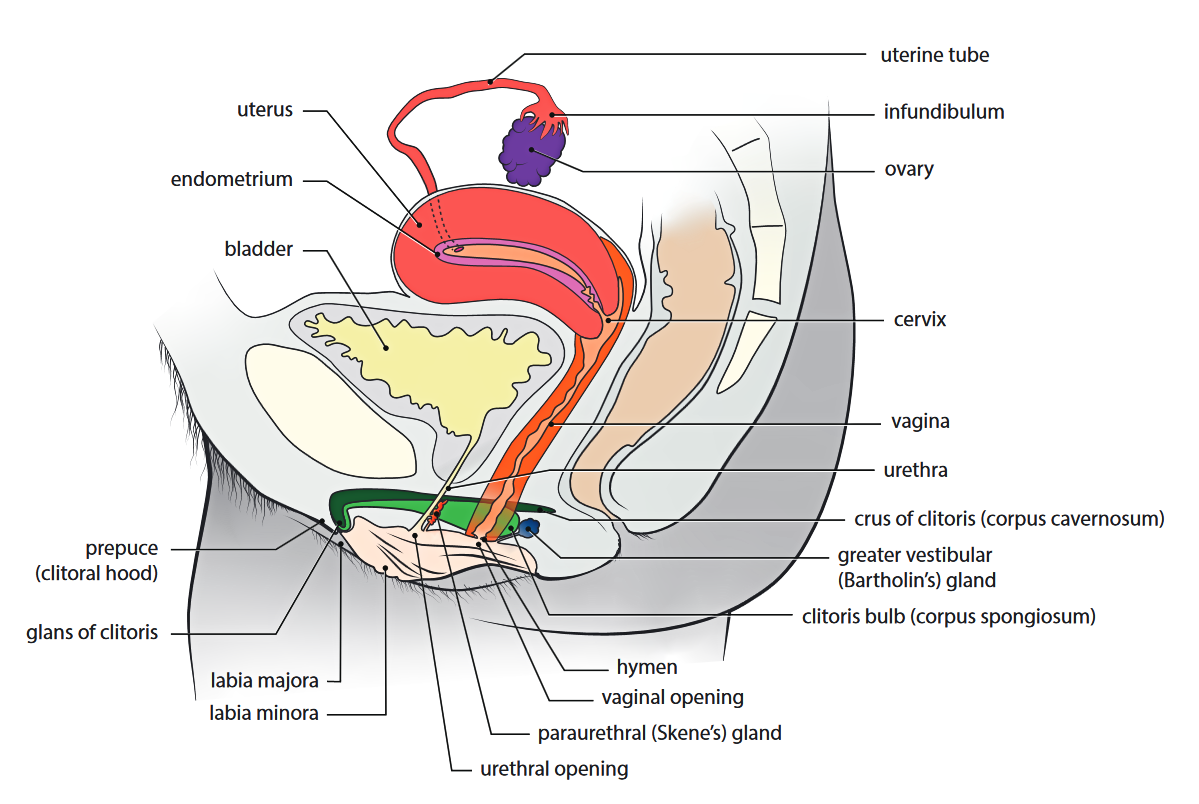 uterine tube
uterus
infundibulum
ovary
endometrium
bladder
cervix
vagina
urethra
crus of clitoris (corpus cavernosum)
prepuce
(clitoral hood)
greater vestibular
(Bartholin's) gland
clitoris bulb (corpus spongiosum)
glans of clitoris
hymen
labia majora
vaginal opening
labia minora
paraurethral (Skene's) gland
urethral opening